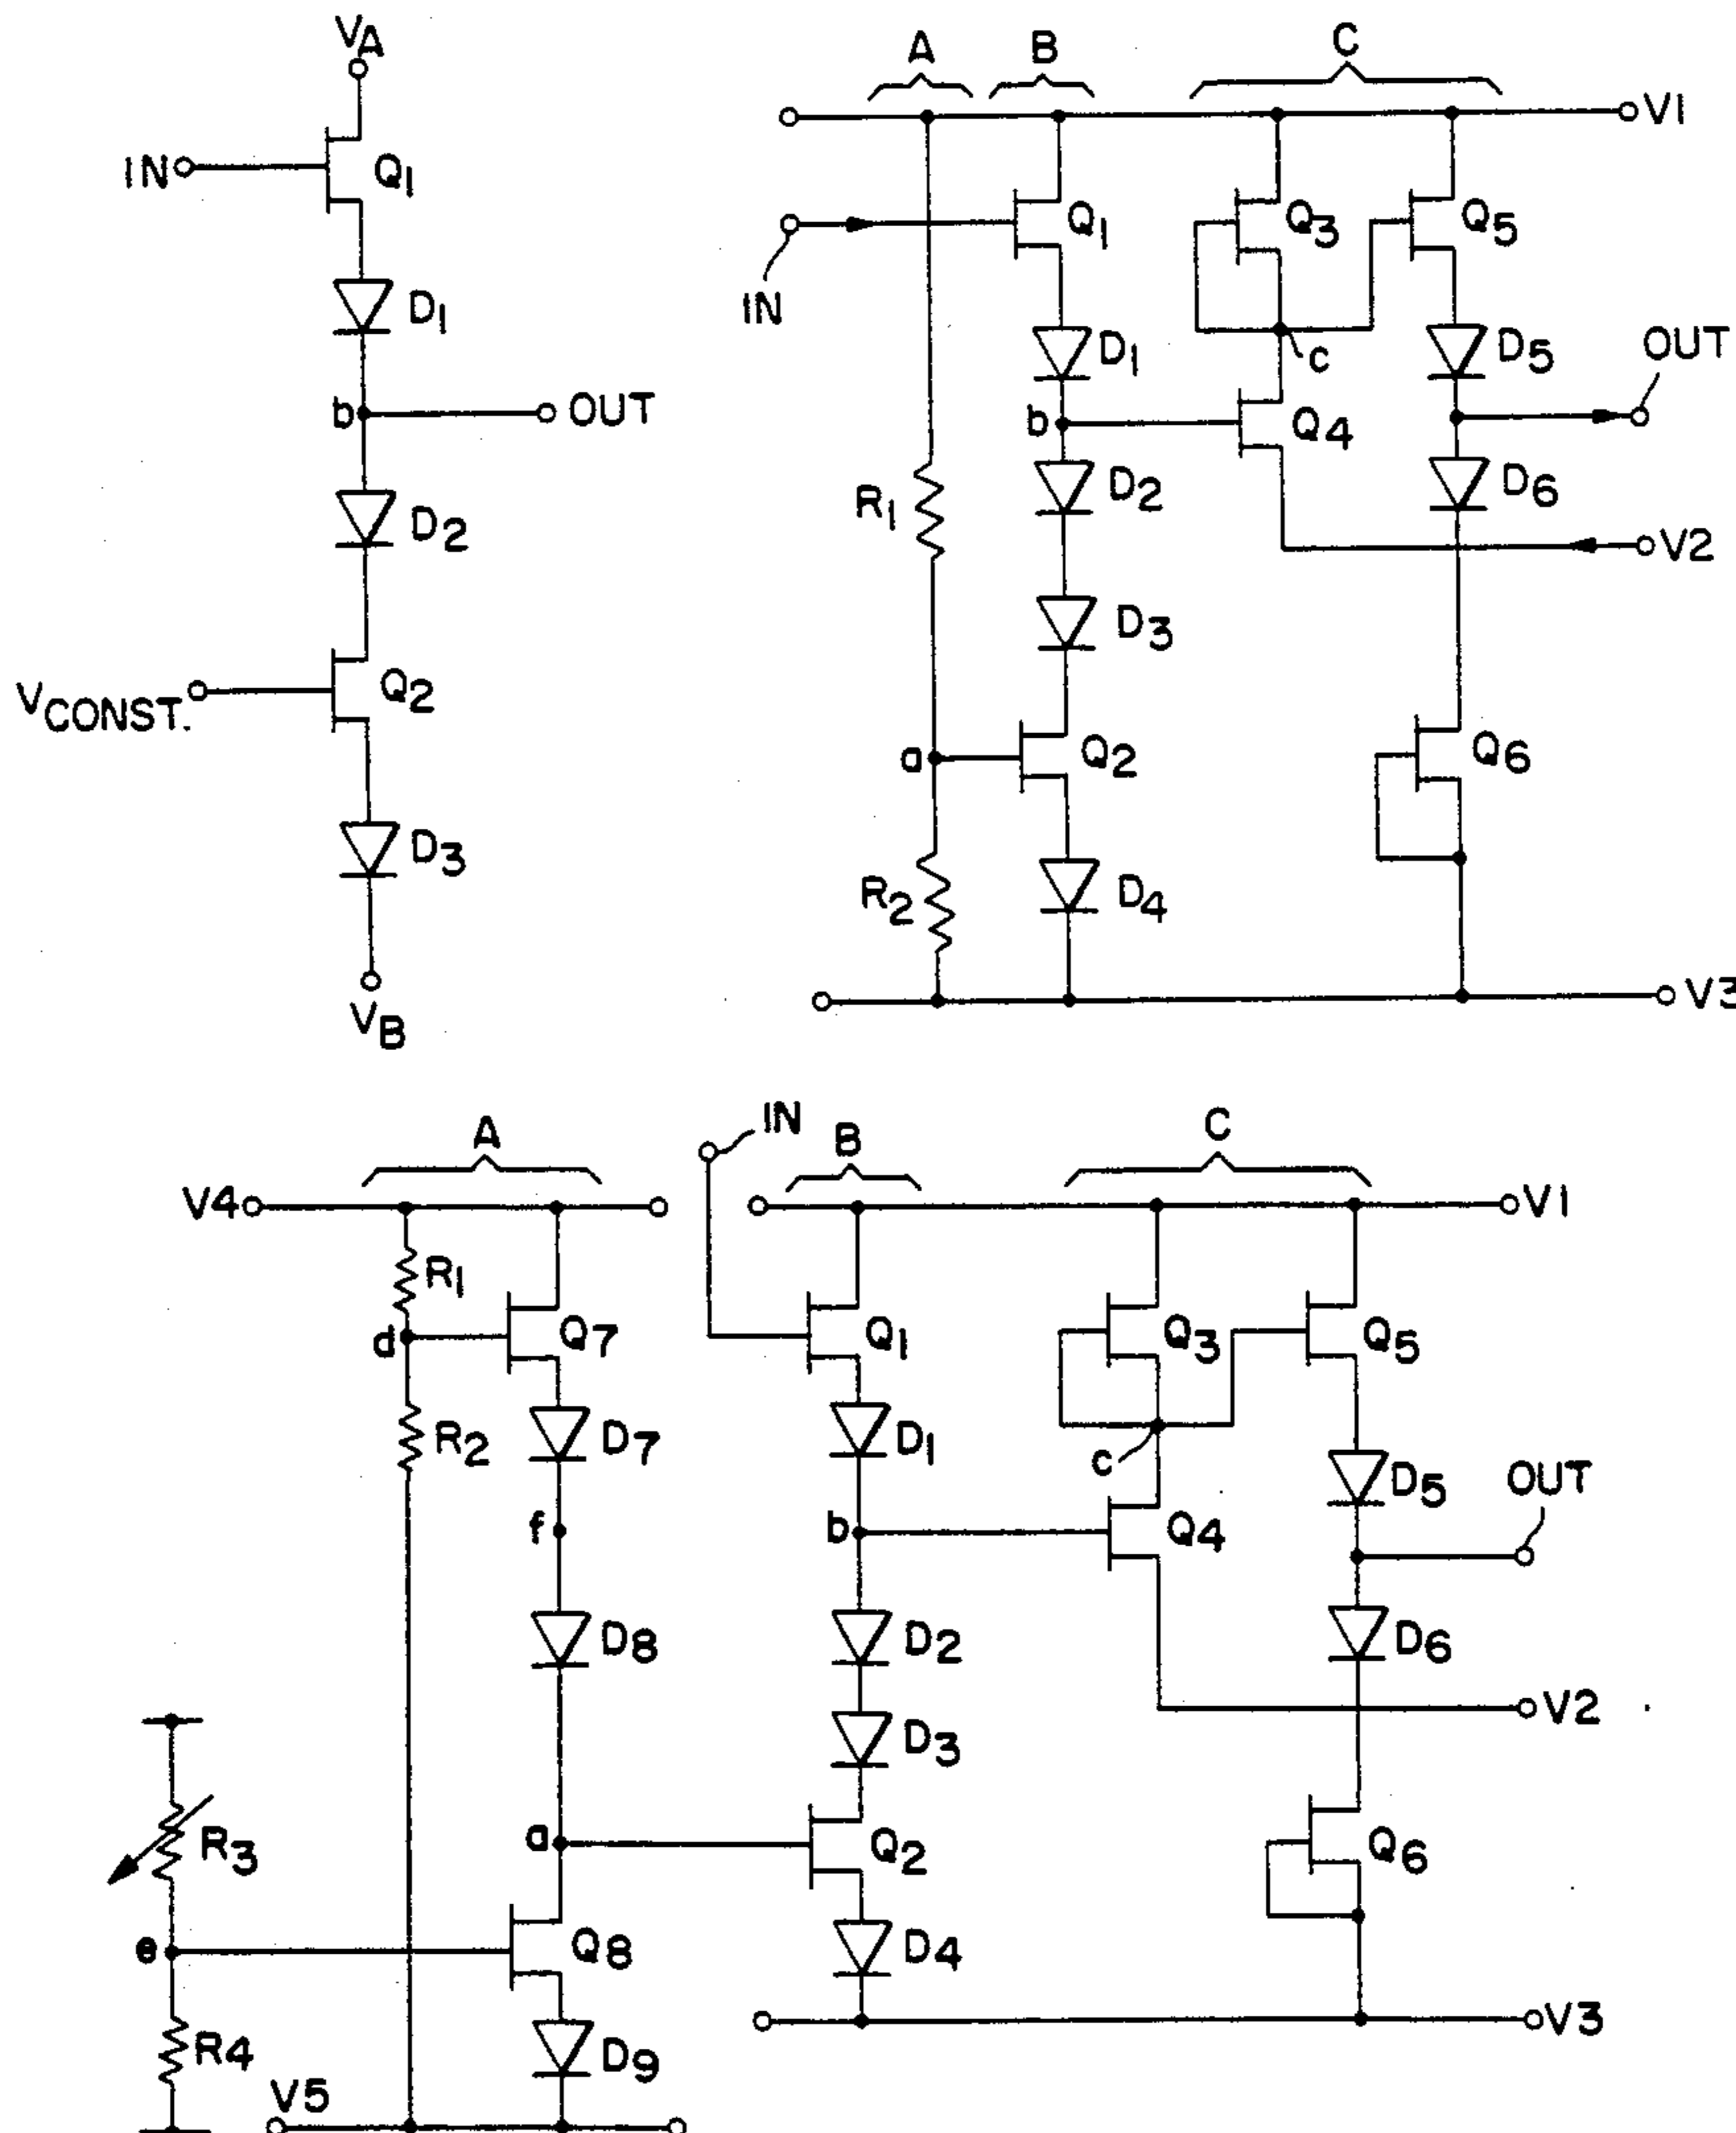 VA
IN
Q1
D1
b
OUT
D2
VCONST.
Q2
D3
VB
A
B
C
V1
IN
Q1
Q3
Q5
D1
c
D5
OUT
b
Q4
R1
D2
D6
V2
D3
a
Q2
Q6
R2
D4
V3
A
IN
B
C
V4
V1
R1
d
Q7
Q1
Q3
Q5
R2
D7
D1
c
D5
OUT
f
b
Q4
D8
D2
D6
V2
D3
R3
a
Q2
Q6
e
Q8
D4
R4
D9
V3
V5